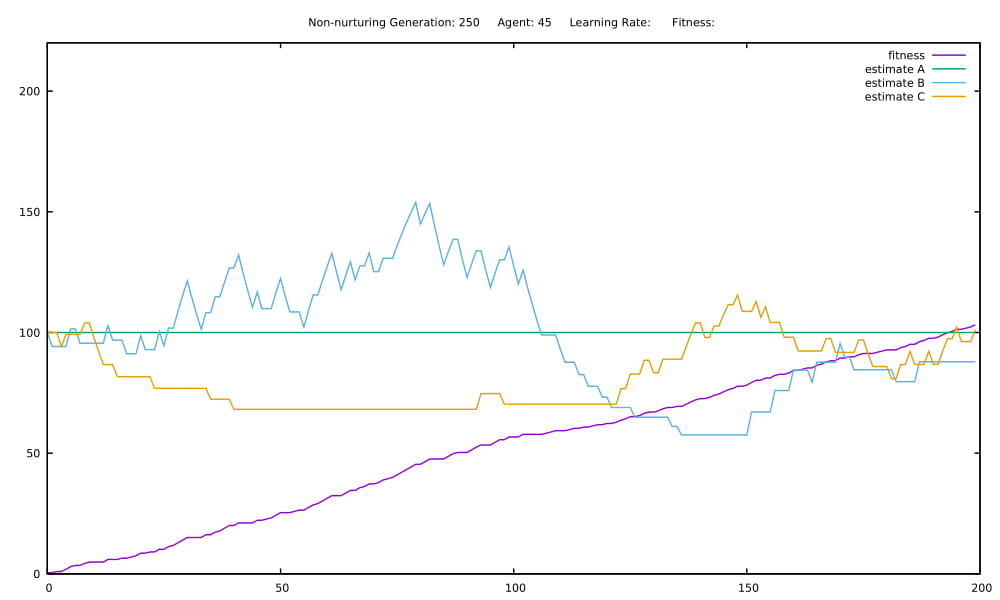 Non-nurturing Generation: 250 Agent: 45 Learning Rate: Fitness:
fitness
estimate A
estimate B
estimate C
200
150
100
50
0
0 50 100 150 200